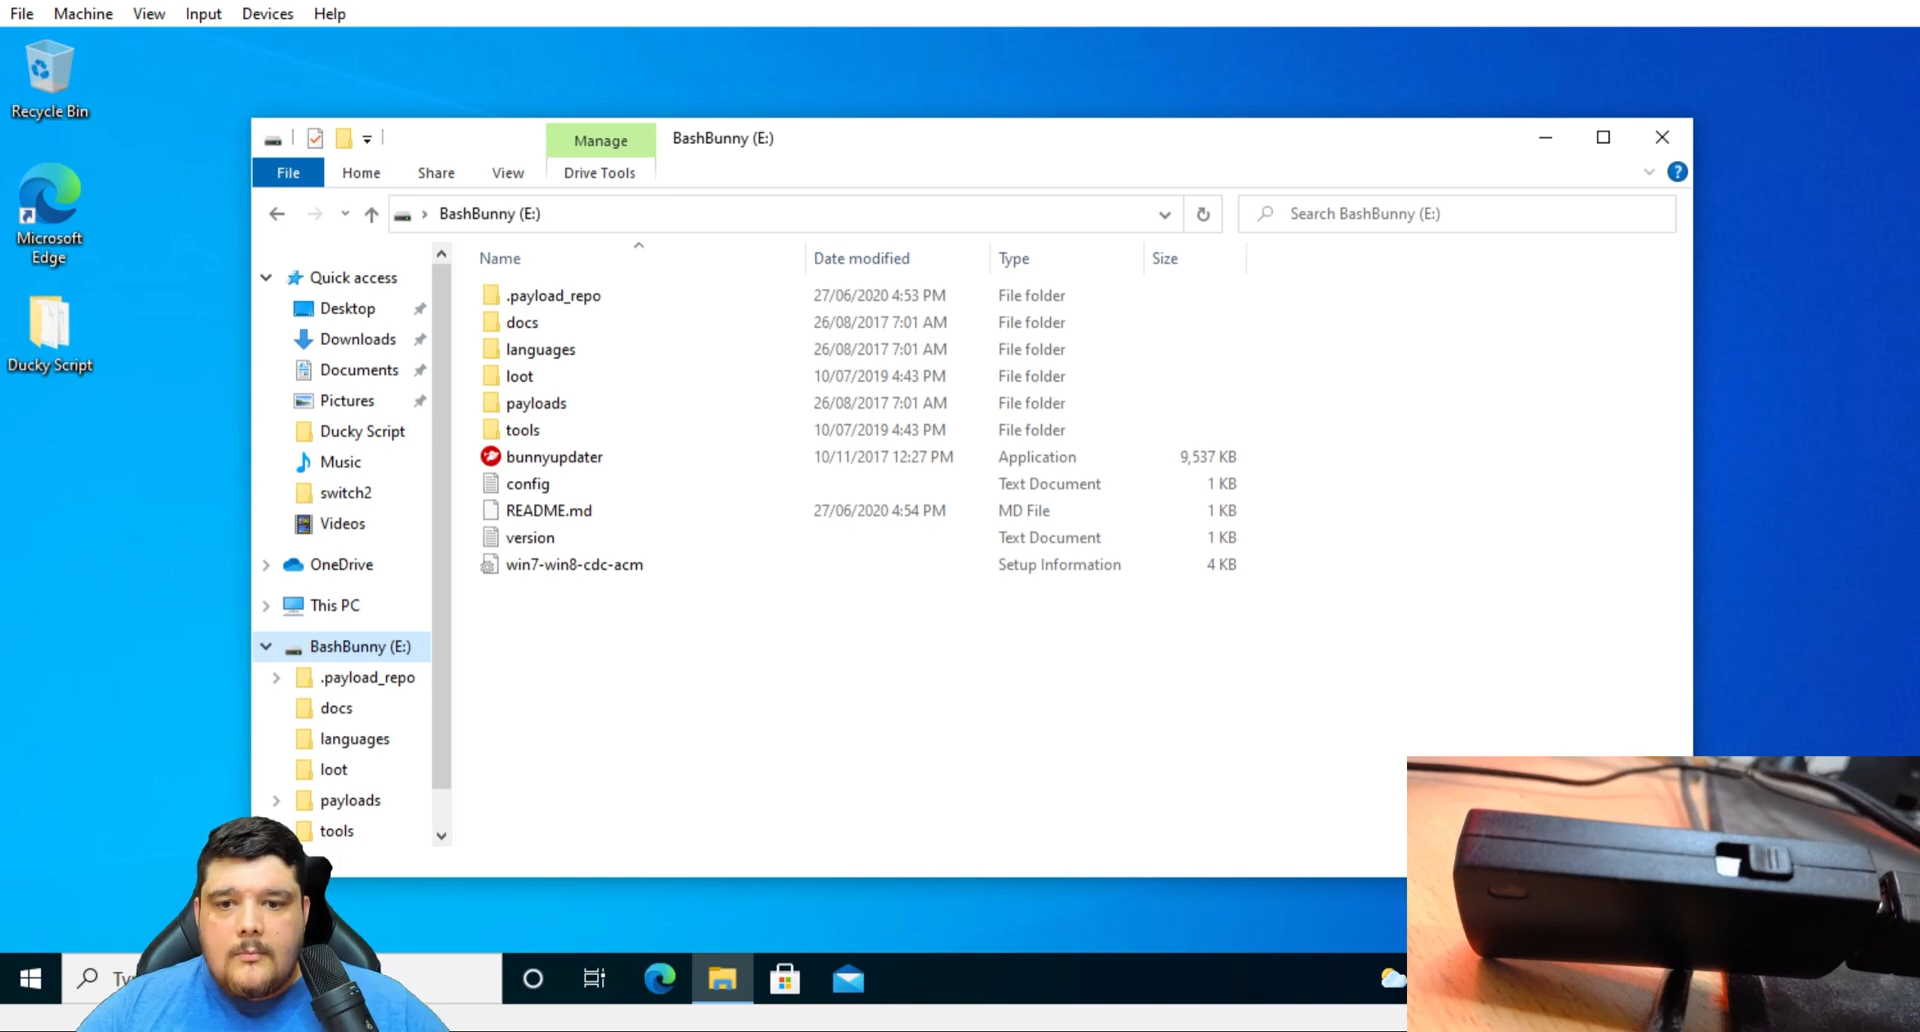 File Machine View Input Devices Help
Recycle Bin
Microsoft
Edge
Ducky Script
Manage BashBunny (E:)
File Home Share View Drive Tools
BashBunny (E:) Search BashBunny (E:)
Name Date modified Type Size
Quick access
Desktop
Downloads
Documents
Pictures
Ducky Script
Music
switch2
Videos
OneDrive
This PC
BashBunny (E:)
.payload_repo
docs
languages
loot
payloads
tools
.payload_repo 27/06/2020 4:53 PM File folder
docs 26/08/2017 7:01 AM File folder
languages 26/08/2017 7:01 AM File folder
loot 10/07/2019 4:43 PM File folder
payloads 26/08/2017 7:01 AM File folder
tools 10/07/2019 4:43 PM File folder
bunnyupdater 10/11/2017 12:27 PM Application 9,537 KB
config Text Document 1 KB
README.md 27/06/2020 4:54 PM MD File 1 KB
version Text Document 1 KB
win7-win8-cdc-acm Setup Information 4 KB